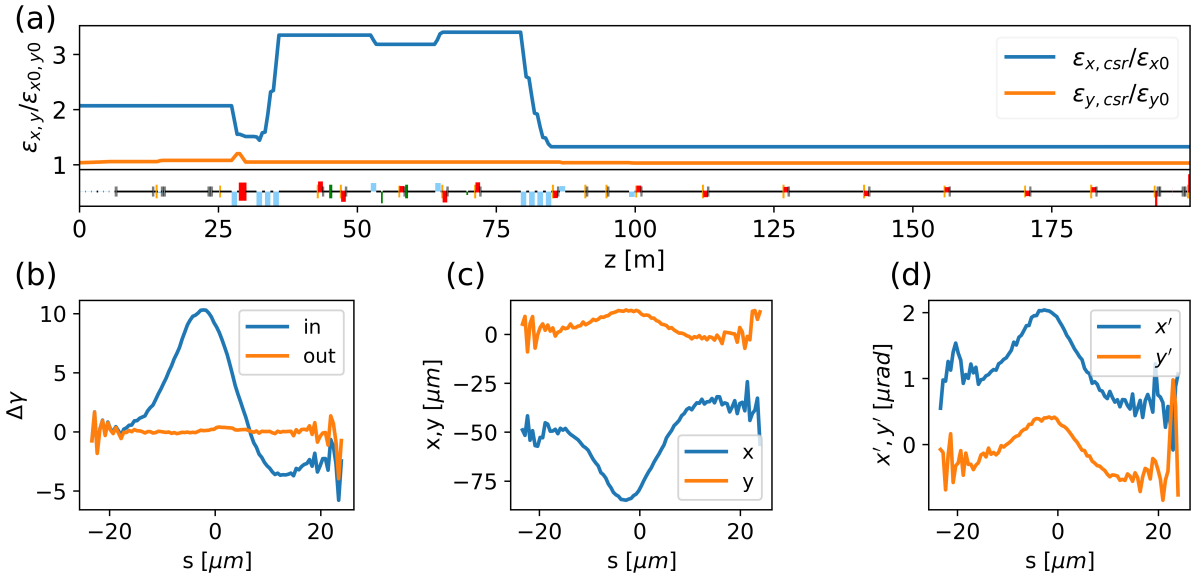 (a)
ε_{x,y}/ε_{x0,y0}
3
2
1
ε_{x,csr}/ε_{x0}
ε_{y,csr}/ε_{y0}
0 25 50 75 100 125 150 175
z [m]
(b)
Δγ
10
5
0
−5
in
out
−20 0 20
s [μm]
(c)
x,y [μm]
0
−25
−50
−75
x
y
−20 0 20
s [μm]
(d)
x′, y′ [μrad]
2
1
0
x′
y′
−20 0 20
s [μm]